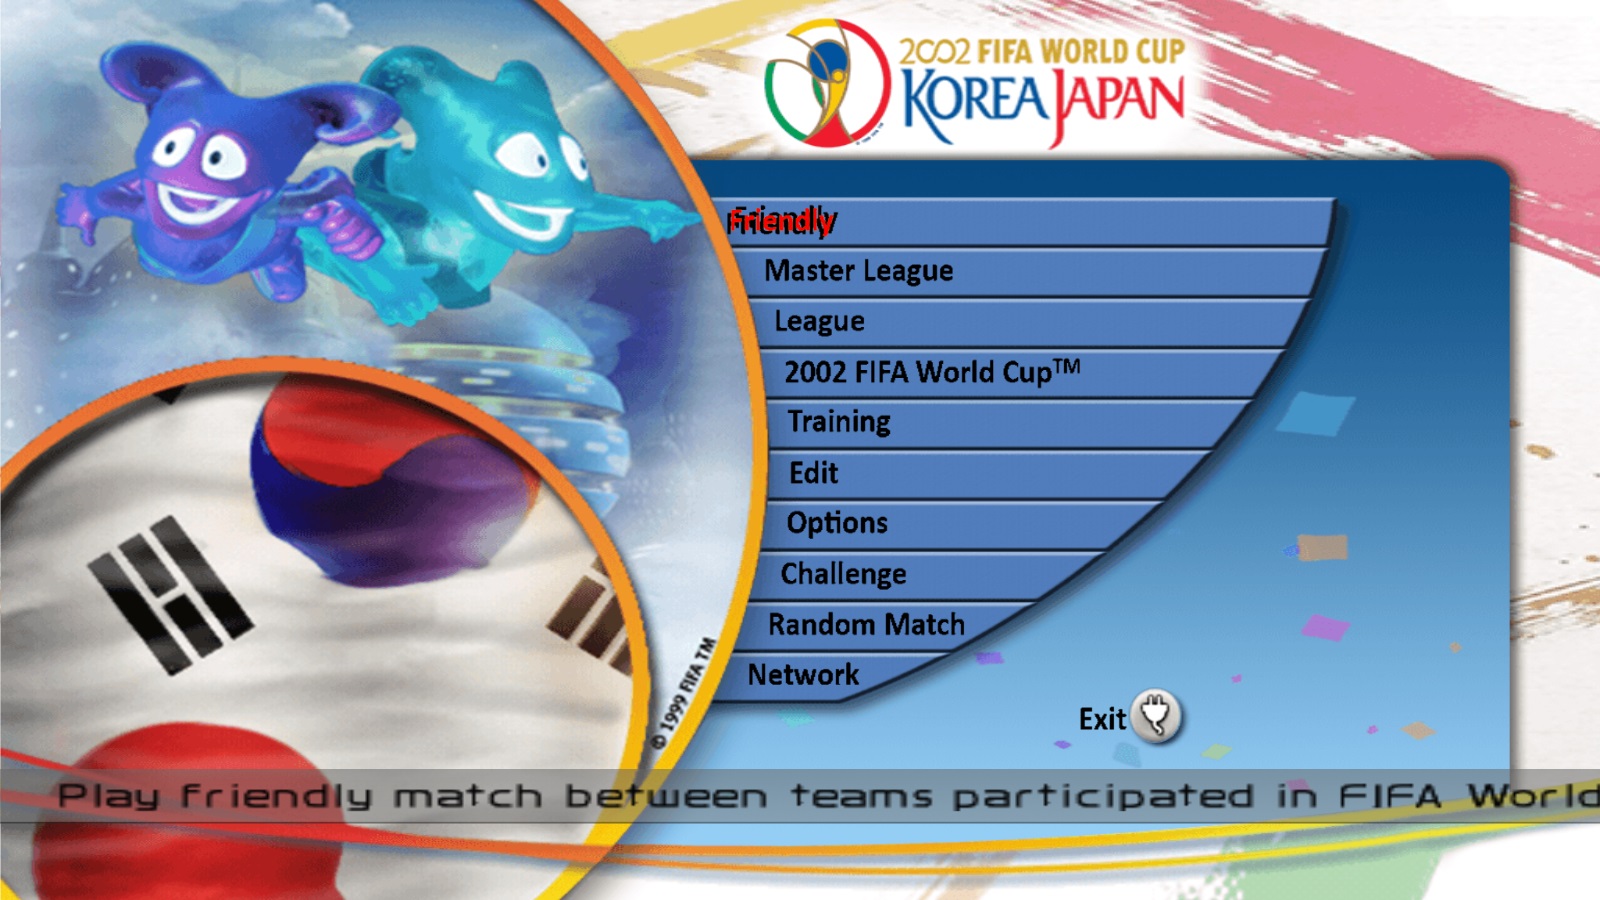 2002 FIFA WORLD CUP
KOREA JAPAN
Friendly
Master League
League
2002 FIFA World Cup™
Training
Edit
Options
Challenge
Random Match
Network
© 1999 FIFA TM
Exit
Play friendly match between teams participated in FIFA World